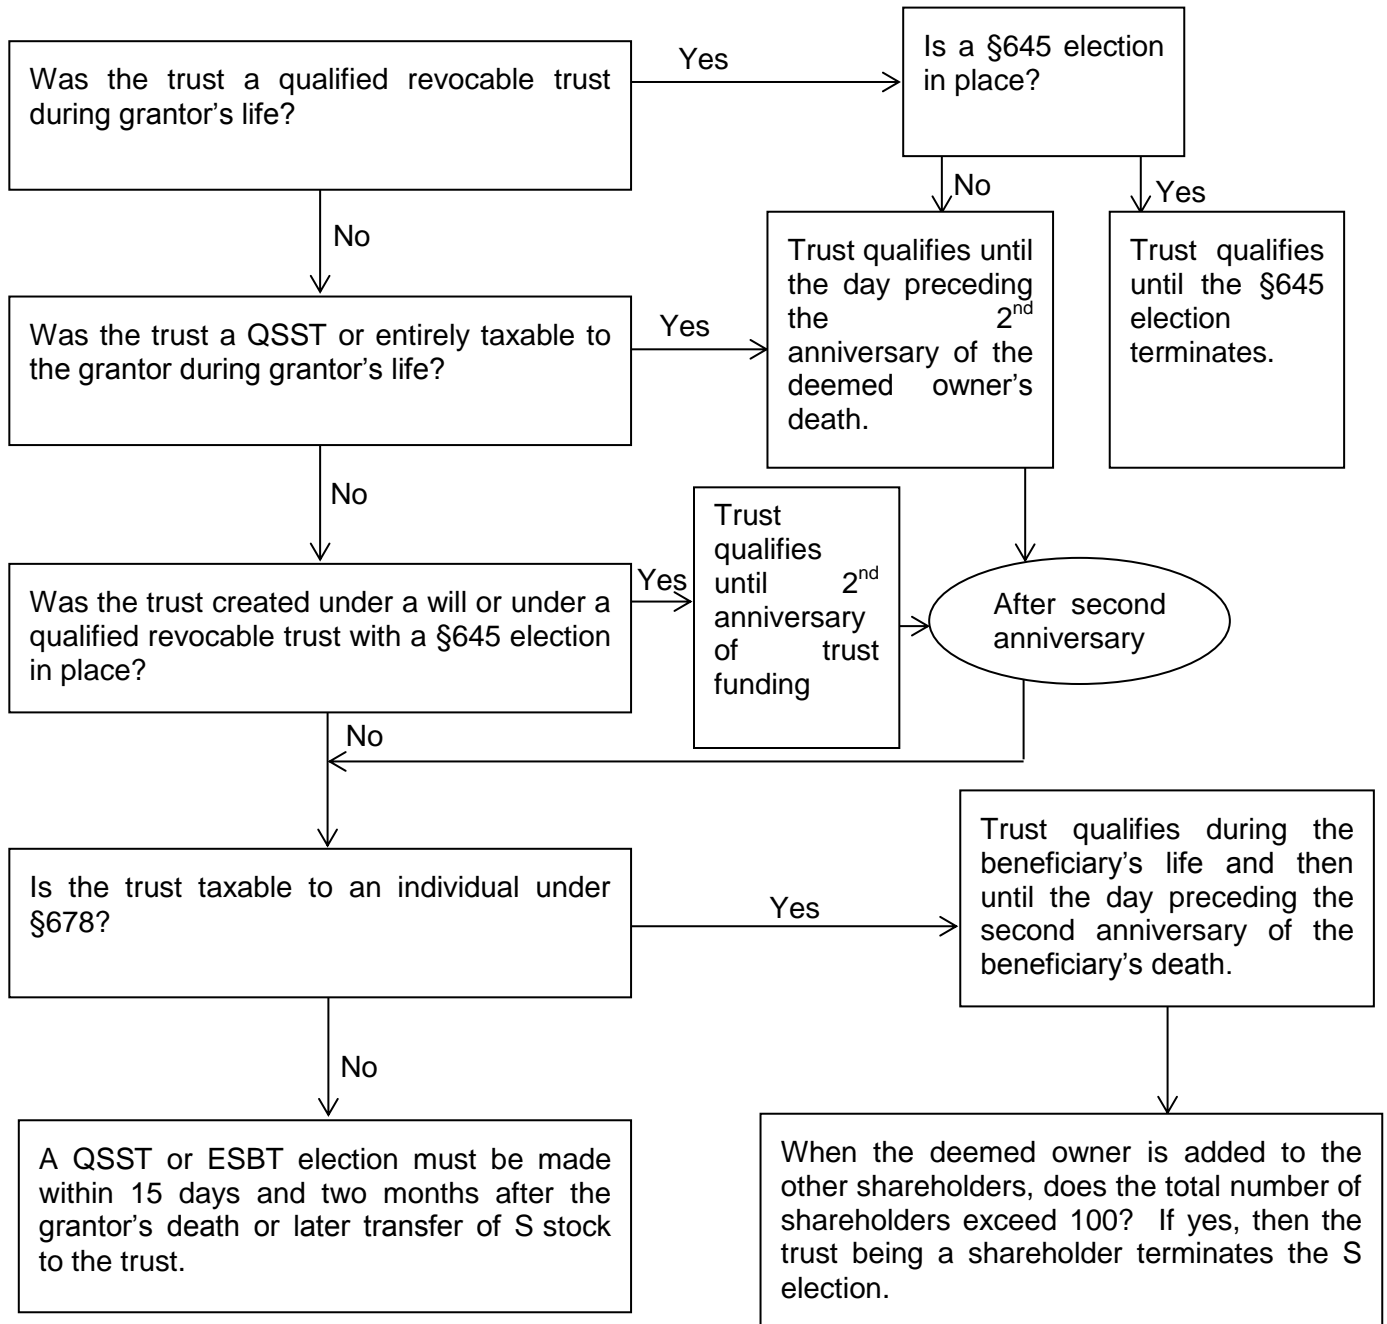 Was the trust a qualified revocable trust
during grantor’s life?
Yes
Is a §645 election
in place?
No
No
Yes
Trust qualifies until
the day preceding
the 2nd
anniversary of the
deemed owner’s
death.
Trust qualifies
until the §645
election
terminates.
Was the trust a QSST or entirely taxable to
the grantor during grantor’s life?
Yes
No
Was the trust created under a will or under a
qualified revocable trust with a §645 election
in place?
Yes
Trust
qualifies
until 2nd
anniversary
of trust
funding
After second
anniversary
No
Is the trust taxable to an individual under
§678?
Yes
Trust qualifies during the
beneficiary’s life and then
until the day preceding the
second anniversary of the
beneficiary’s death.
No
A QSST or ESBT election must be made
within 15 days and two months after the
grantor’s death or later transfer of S stock
to the trust.
When the deemed owner is added to the
other shareholders, does the total number of
shareholders exceed 100? If yes, then the
trust being a shareholder terminates the S
election.